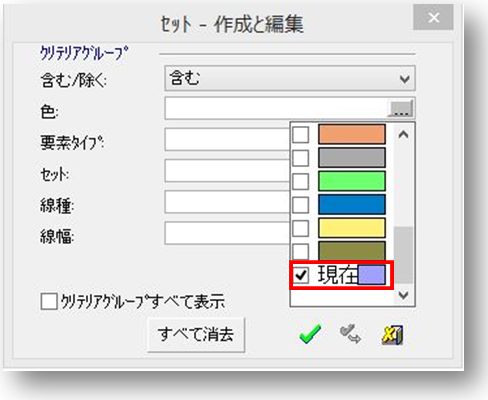 セット - 作成と編集
クリテリアグループ
含む/除く: 含む
色: ...
要素タイプ:
セット:
線種:
線幅:
現在
クリテリアグループすべて表示
すべて消去